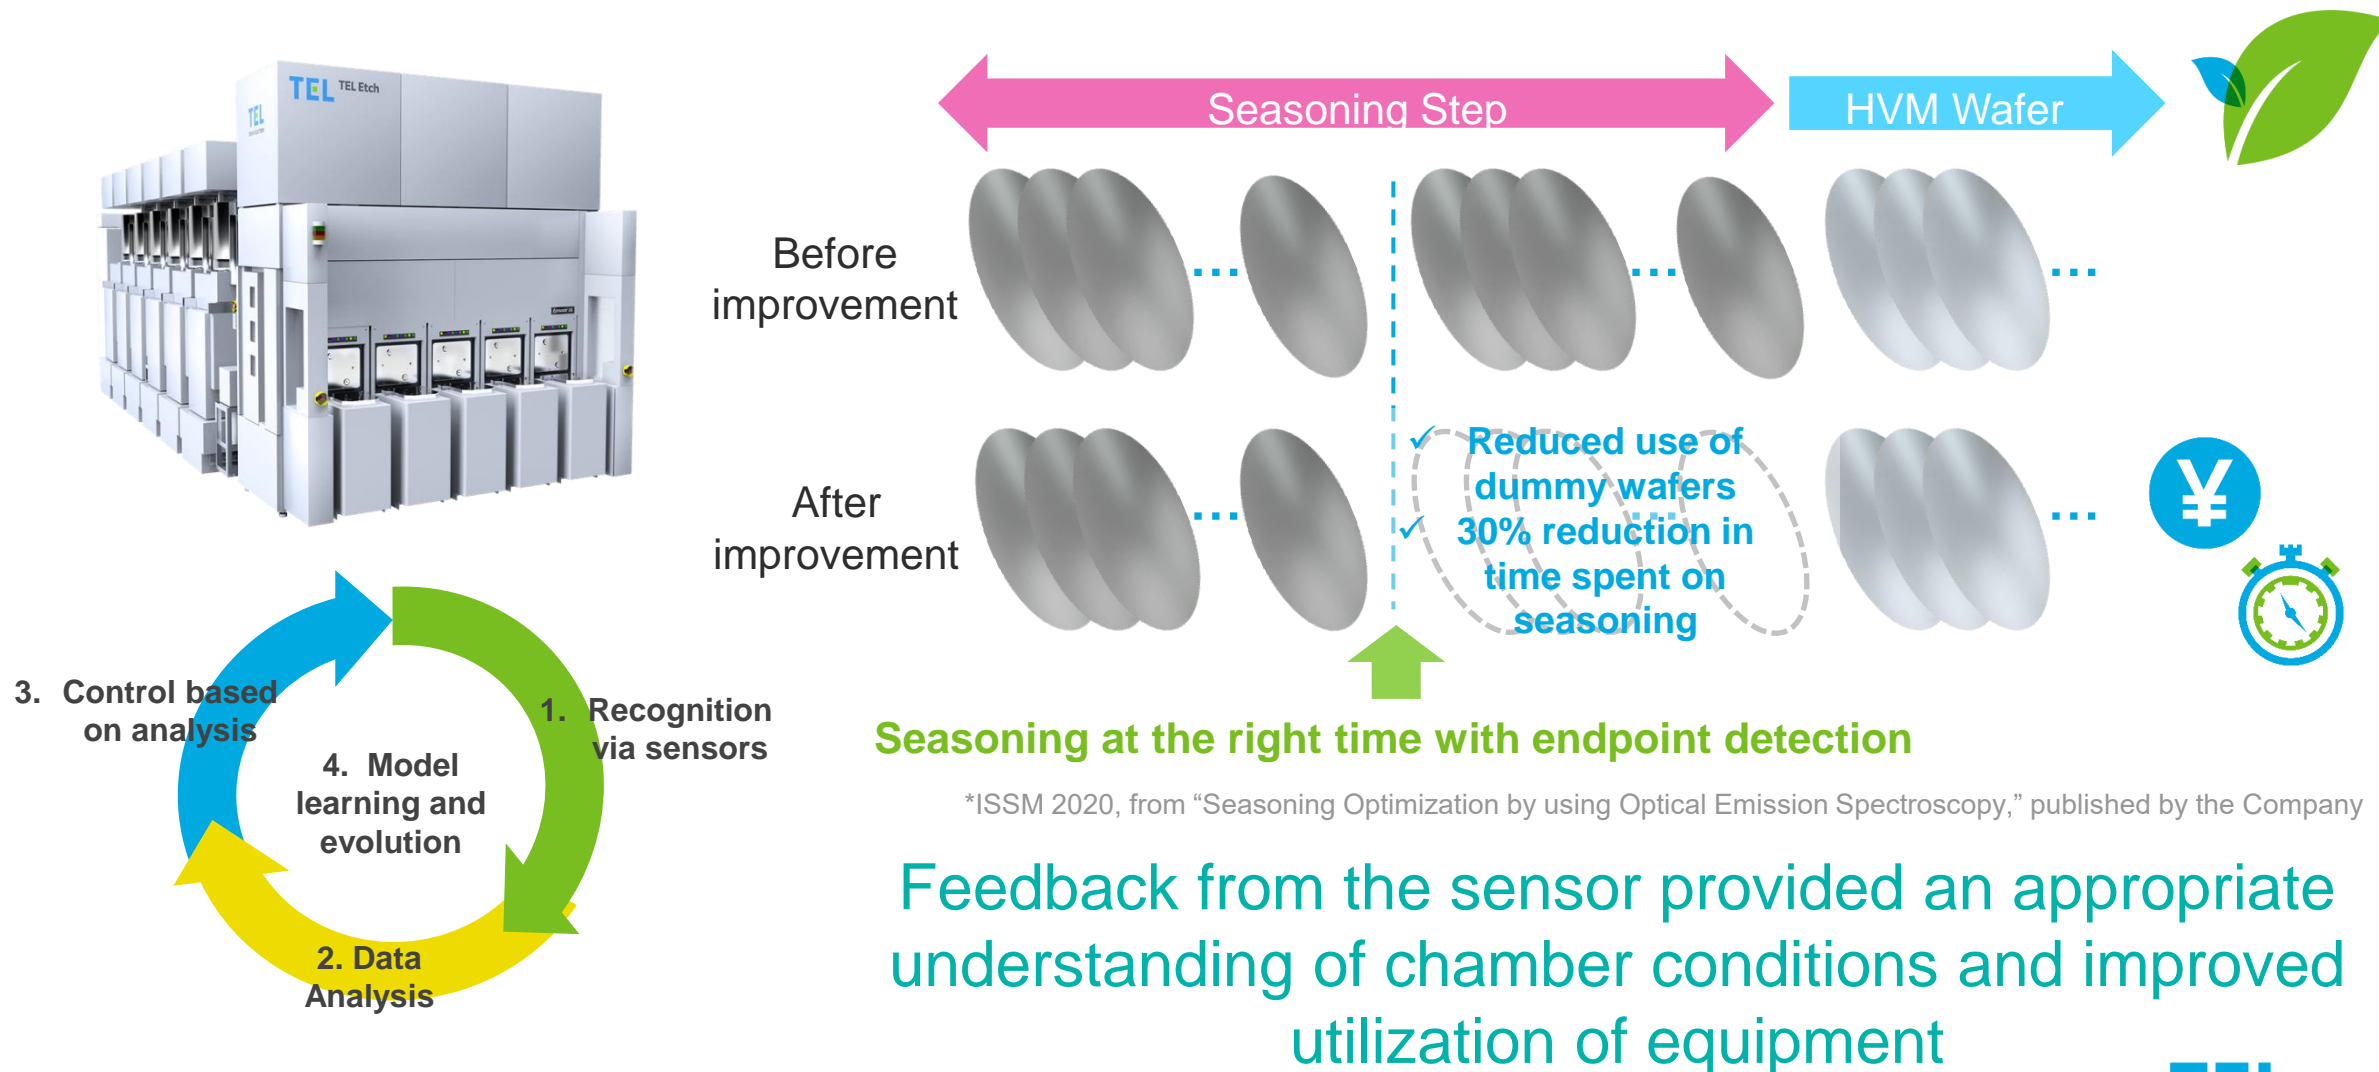 TEL TEL Etch
TEL
Seasoning Step
HVM Wafer
Before
improvement
...
...
...
After
improvement
...
...
...
✓ Reduced use of
dummy wafers
✓ 30% reduction in
time spent on
seasoning
¥
Seasoning at the right time with endpoint detection
*ISSM 2020, from “Seasoning Optimization by using Optical Emission Spectroscopy,” published by the Company
3. Control based
on analysis
1. Recognition
via sensors
4. Model
learning and
evolution
2. Data
Analysis
Feedback from the sensor provided an appropriate
understanding of chamber conditions and improved
utilization of equipment